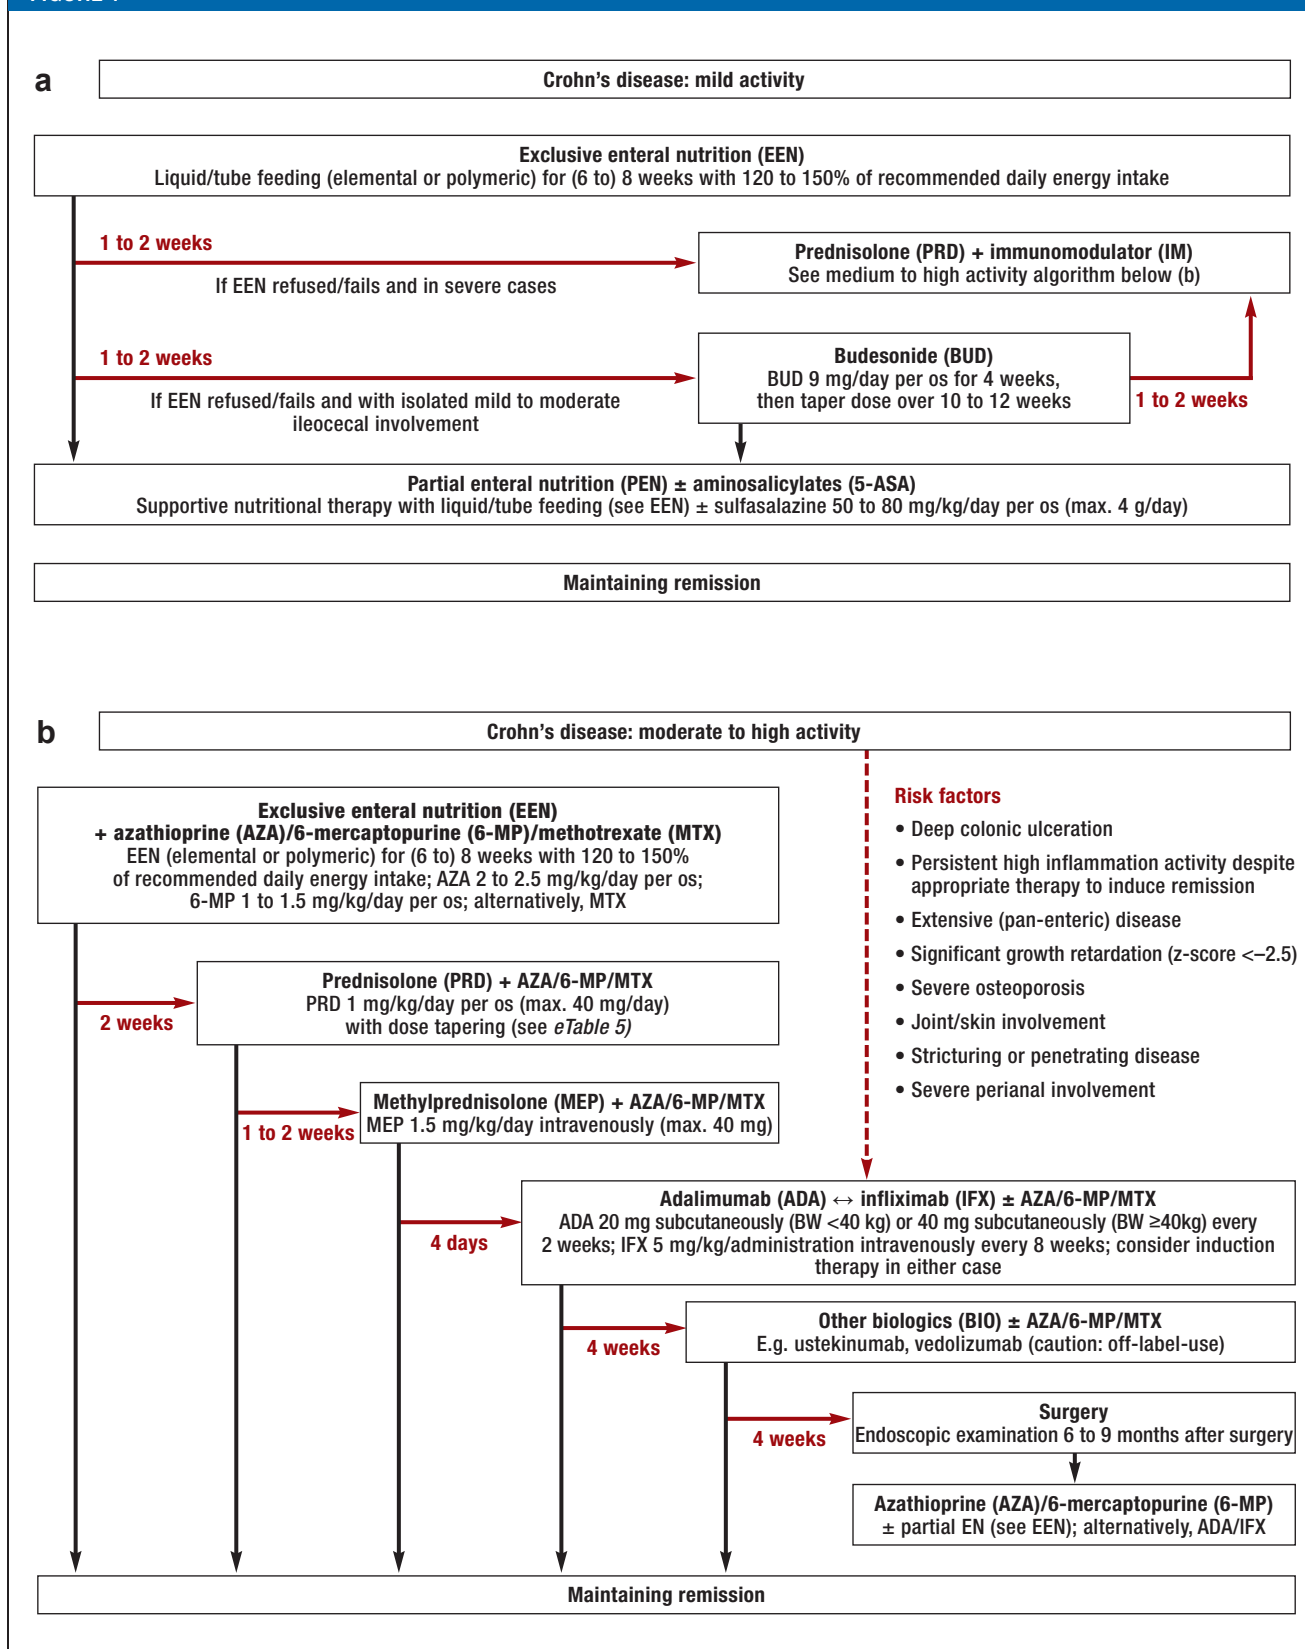 a
Crohn's disease: mild activity
Exclusive enteral nutrition (EEN)
Liquid/tube feeding (elemental or polymeric) for (6 to) 8 weeks with 120 to 150% of recommended daily energy intake
1 to 2 weeks
If EEN refused/fails and in severe cases
Prednisolone (PRD) + immunomodulator (IM)
See medium to high activity algorithm below (b)
1 to 2 weeks
If EEN refused/fails and with isolated mild to moderate
ileocecal involvement
Budesonide (BUD)
BUD 9 mg/day per os for 4 weeks,
then taper dose over 10 to 12 weeks
1 to 2 weeks
Partial enteral nutrition (PEN) ± aminosalicylates (5-ASA)
Supportive nutritional therapy with liquid/tube feeding (see EEN) ± sulfasalazine 50 to 80 mg/kg/day per os (max. 4 g/day)
Maintaining remission
b
Crohn's disease: moderate to high activity
Exclusive enteral nutrition (EEN)
+ azathioprine (AZA)/6-mercaptopurine (6-MP)/methotrexate (MTX)
EEN (elemental or polymeric) for (6 to) 8 weeks with 120 to 150%
of recommended daily energy intake; AZA 2 to 2.5 mg/kg/day per os;
6-MP 1 to 1.5 mg/kg/day per os; alternatively, MTX
Risk factors
• Deep colonic ulceration
• Persistent high inflammation activity despite
appropriate therapy to induce remission
• Extensive (pan-enteric) disease
• Significant growth retardation (z-score <–2.5)
• Severe osteoporosis
• Joint/skin involvement
• Stricturing or penetrating disease
• Severe perianal involvement
2 weeks
Prednisolone (PRD) + AZA/6-MP/MTX
PRD 1 mg/kg/day per os (max. 40 mg/day)
with dose tapering (see eTable 5)
1 to 2 weeks
Methylprednisolone (MEP) + AZA/6-MP/MTX
MEP 1.5 mg/kg/day intravenously (max. 40 mg)
4 days
Adalimumab (ADA) ↔ infliximab (IFX) ± AZA/6-MP/MTX
ADA 20 mg subcutaneously (BW <40 kg) or 40 mg subcutaneously (BW ≥40kg) every
2 weeks; IFX 5 mg/kg/administration intravenously every 8 weeks; consider induction
therapy in either case
4 weeks
Other biologics (BIO) ± AZA/6-MP/MTX
E.g. ustekinumab, vedolizumab (caution: off-label-use)
4 weeks
Surgery
Endoscopic examination 6 to 9 months after surgery
Azathioprine (AZA)/6-mercaptopurine (6-MP)
± partial EN (see EEN); alternatively, ADA/IFX
Maintaining remission